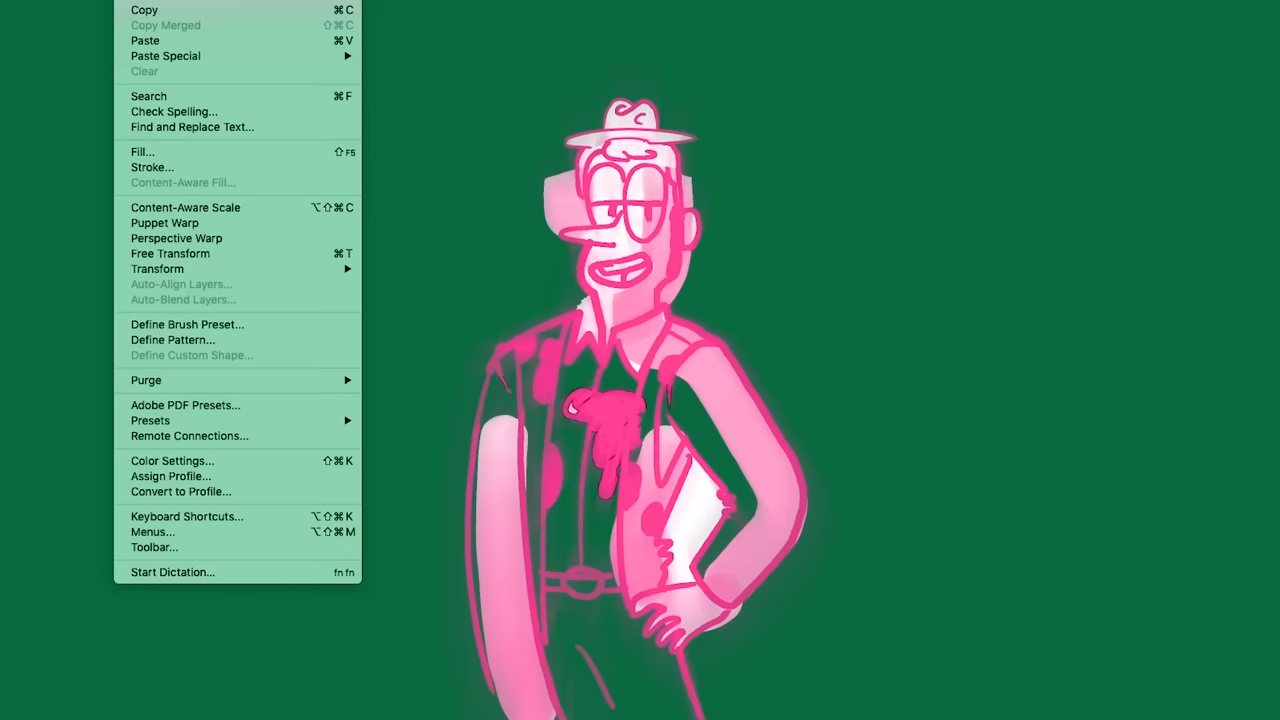 Copy ⌘C
Copy Merged ⇧⌘C
Paste ⌘V
Paste Special
Clear
Search ⌘F
Check Spelling...
Find and Replace Text...
Fill... ⇧F5
Stroke...
Content-Aware Fill...
Content-Aware Scale ⌥⇧⌘C
Puppet Warp
Perspective Warp
Free Transform ⌘T
Transform
Auto-Align Layers...
Auto-Blend Layers...
Define Brush Preset...
Define Pattern...
Define Custom Shape...
Purge
Adobe PDF Presets...
Presets
Remote Connections...
Color Settings... ⇧⌘K
Assign Profile...
Convert to Profile...
Keyboard Shortcuts... ⌥⇧⌘K
Menus... ⌥⇧⌘M
Toolbar...
Start Dictation... fn fn